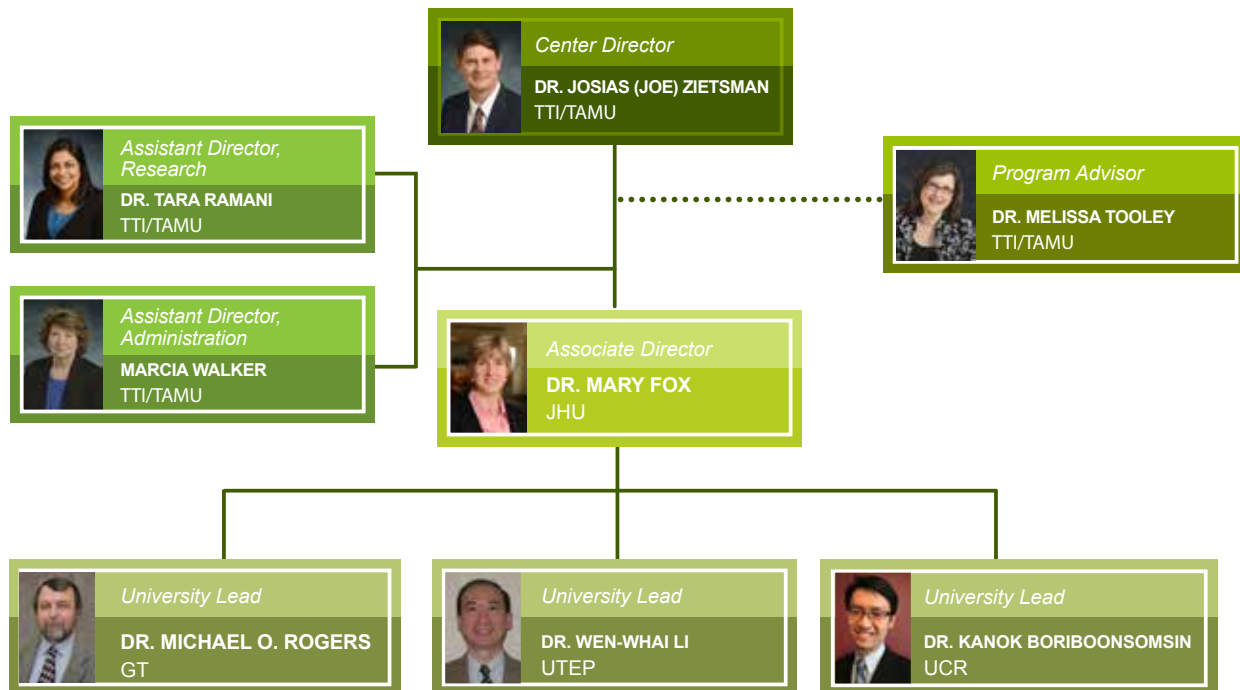 Center Director
DR. JOSIAS (JOE) ZIETSMAN
TTI/TAMU
Assistant Director,
Research
DR. TARA RAMANI
TTI/TAMU
Program Advisor
DR. MELISSA TOOLEY
TTI/TAMU
Assistant Director,
Administration
MARCIA WALKER
TTI/TAMU
Associate Director
DR. MARY FOX
JHU
University Lead
DR. MICHAEL O. ROGERS
GT
University Lead
DR. WEN-WHAI LI
UTEP
University Lead
DR. KANOK BORIBOONSOMSIN
UCR